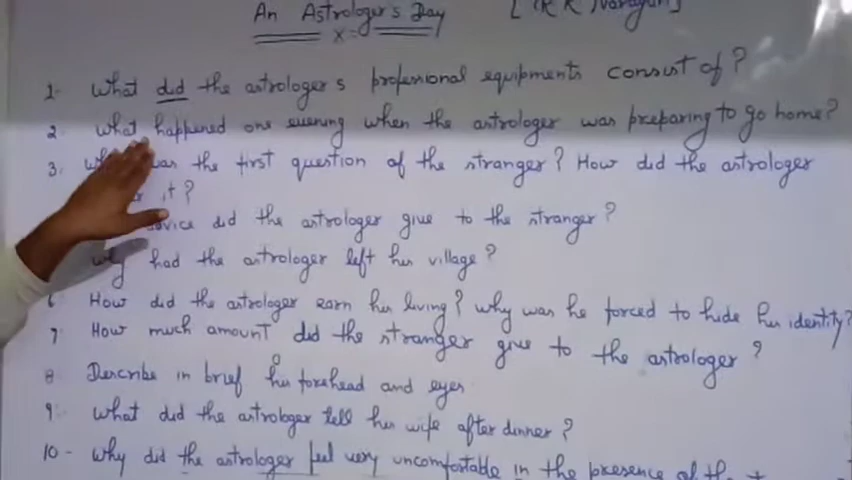 An Astrologer's Day [ R K Narayan ]
x
1- What did the astrologer s professional equipments consist of?
2. What happened one evening when the astrologer was preparing to go home?
3. was the first question of the stranger? How did the astrologer
it?
did the astrologer give to the stranger?
had the astrologer left his village?
6 How did the astrologer earn his living? Why was he forced to hide his identity?
7 How much amount did the stranger give to the astrologer?
8 Describe in brief his forehead and eyes
9- What did the astrologer tell his wife after dinner?
10- Why did the astrologer feel very uncomfortable in the presence of the